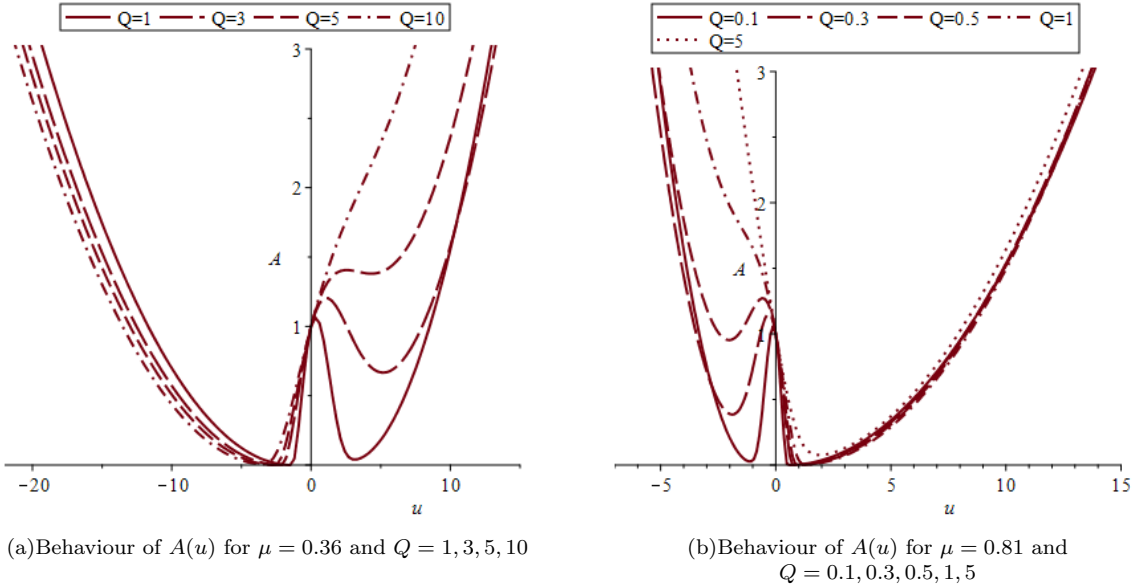 Q=1 Q=3 Q=5 Q=10
3
2
A
1
−20 −10 0 10
u
(a)Behaviour of A(u) for μ = 0.36 and Q = 1, 3, 5, 10
Q=0.1 Q=0.3 Q=0.5 Q=1
Q=5
3
2
A
1
−5 0 5 10 15
u
(b)Behaviour of A(u) for μ = 0.81 and
Q = 0.1, 0.3, 0.5, 1, 5